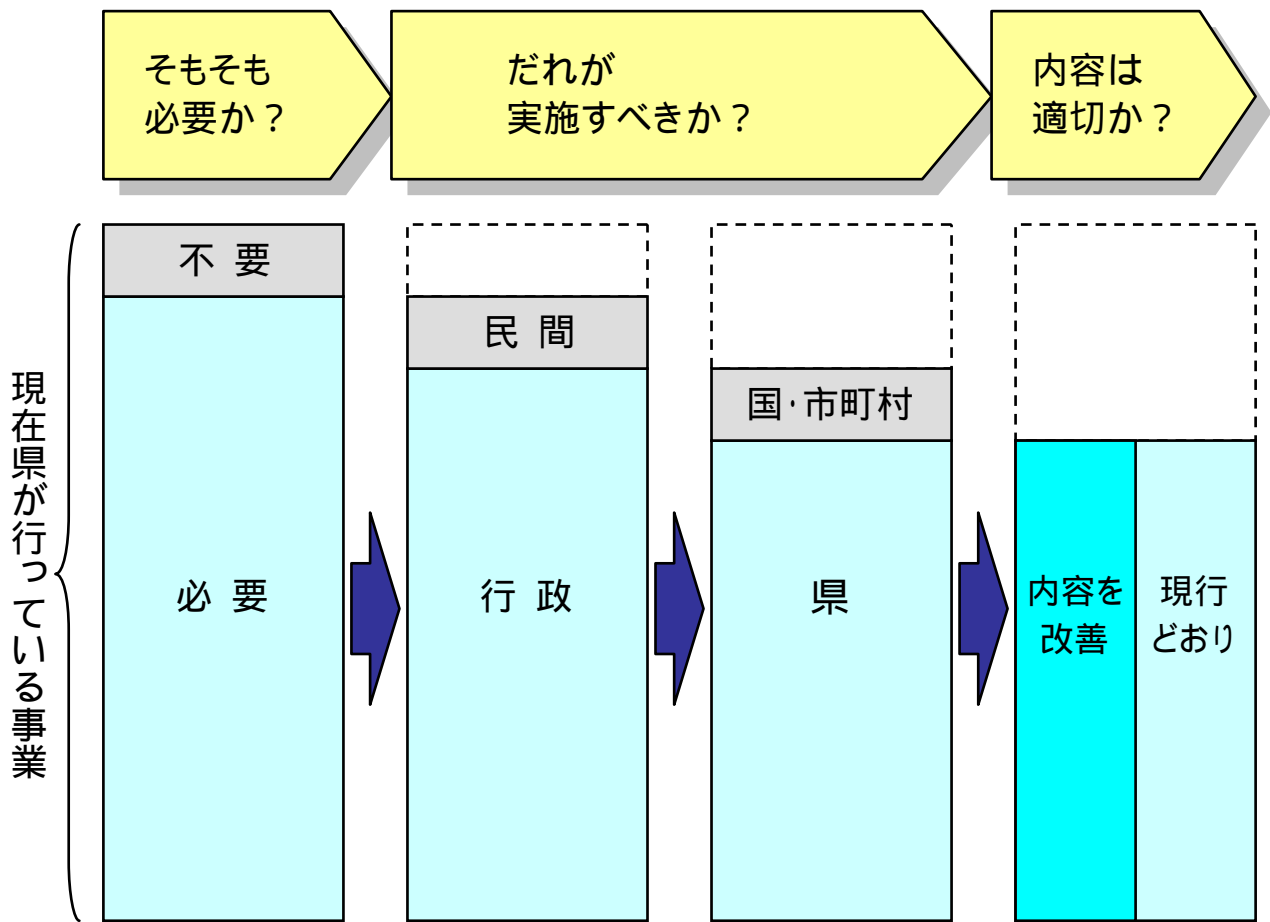 そもそも
必要か？
だれが
実施すべきか？
内容は
適切か？
現在県が行っている事業
不 要
必 要
民 間
行 政
国・市町村
県
内容を
改善
現行
どおり